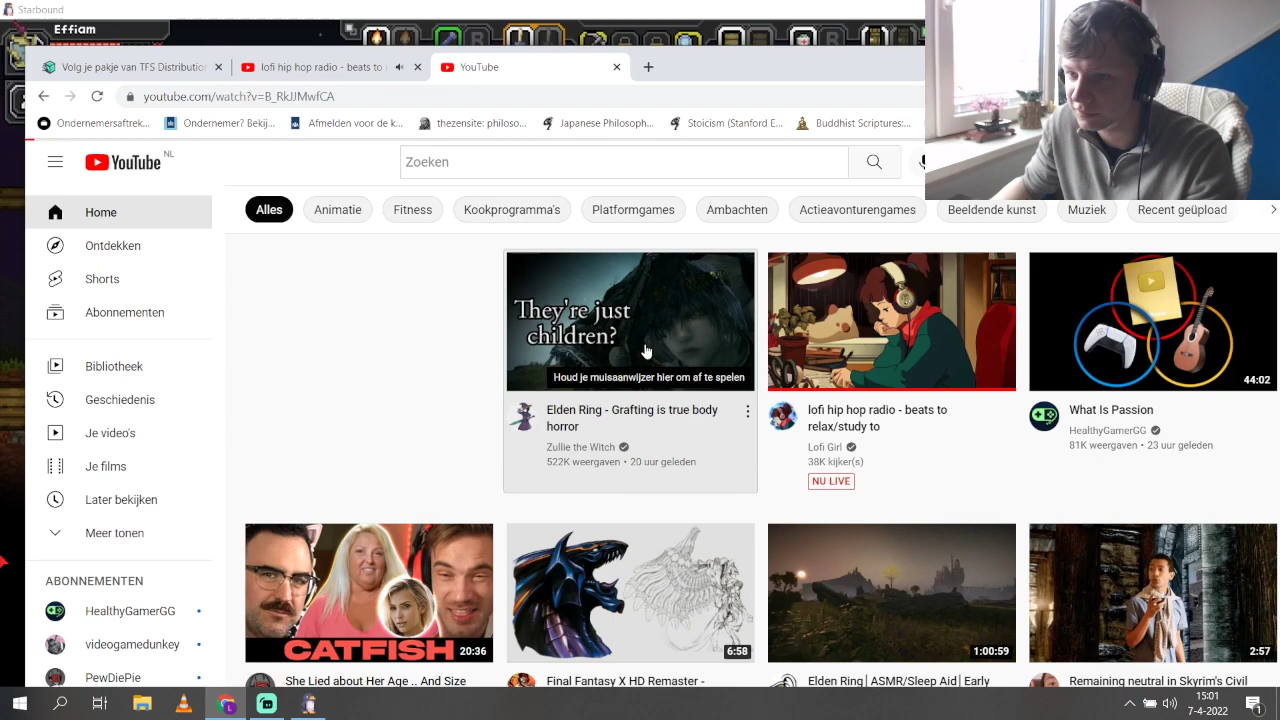 Starbound
Effiam
Volg je pakje van TFS Distribution
lofi hip hop radio - beats to
YouTube
youtube.com/watch?v=B_RkJJMwfCA
Ondernemersaftrek...
Ondernemer? Bekij...
Afmelden voor de k...
thezensite: philoso...
Japanese Philosoph...
Stoicism (Stanford E...
Buddhist Scriptures:...
YouTube NL
Zoeken
Home
Ontdekken
Shorts
Abonnementen
Bibliotheek
Geschiedenis
Je video's
Je films
Later bekijken
Meer tonen
ABONNEMENTEN
HealthyGamerGG
videogamedunkey
PewDiePie
Alles
Animatie
Fitness
Kookprogramma's
Platformgames
Ambachten
Actieavonturengames
Beeldende kunst
Muziek
Recent geüpload
They're just
children?
Houd je muisaanwijzer hier om af te spelen
Elden Ring - Grafting is true body
horror
Zullie the Witch
522K weergaven • 20 uur geleden
lofi hip hop radio - beats to
relax/study to
Lofi Girl
38K kijker(s)
NU LIVE
44:02
What Is Passion
HealthyGamerGG
81K weergaven • 23 uur geleden
CATFISH
20:36
She Lied about Her Age .. And Size
6:58
Final Fantasy X HD Remaster -
1:00:59
Elden Ring│ASMR/Sleep Aid│Early
2:57
Remaining neutral in Skyrim's Civil
15:01
7-4-2022
1